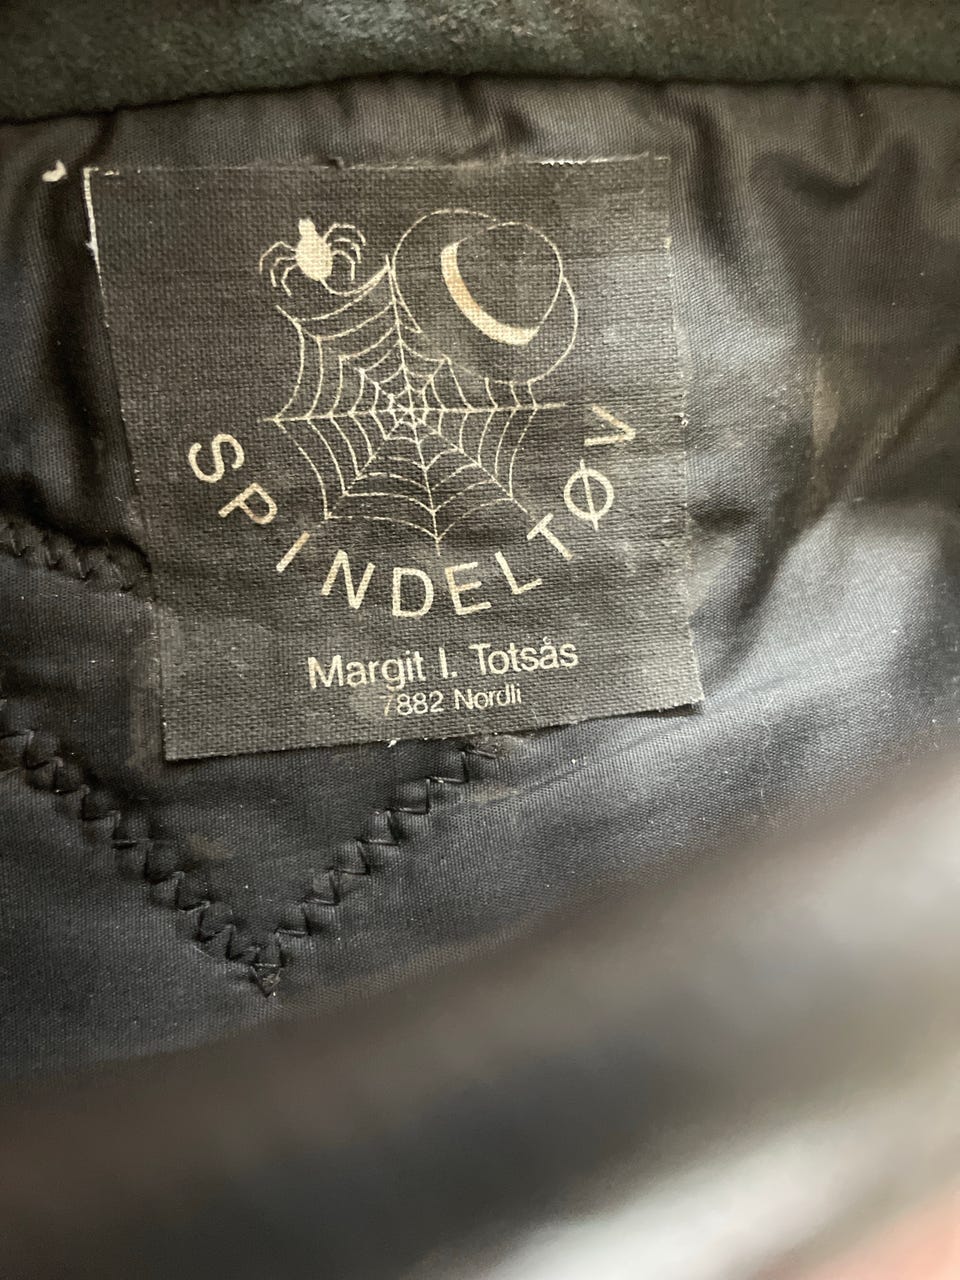 SPINDELTØV
Margit I. Totsås
7882 Nordli